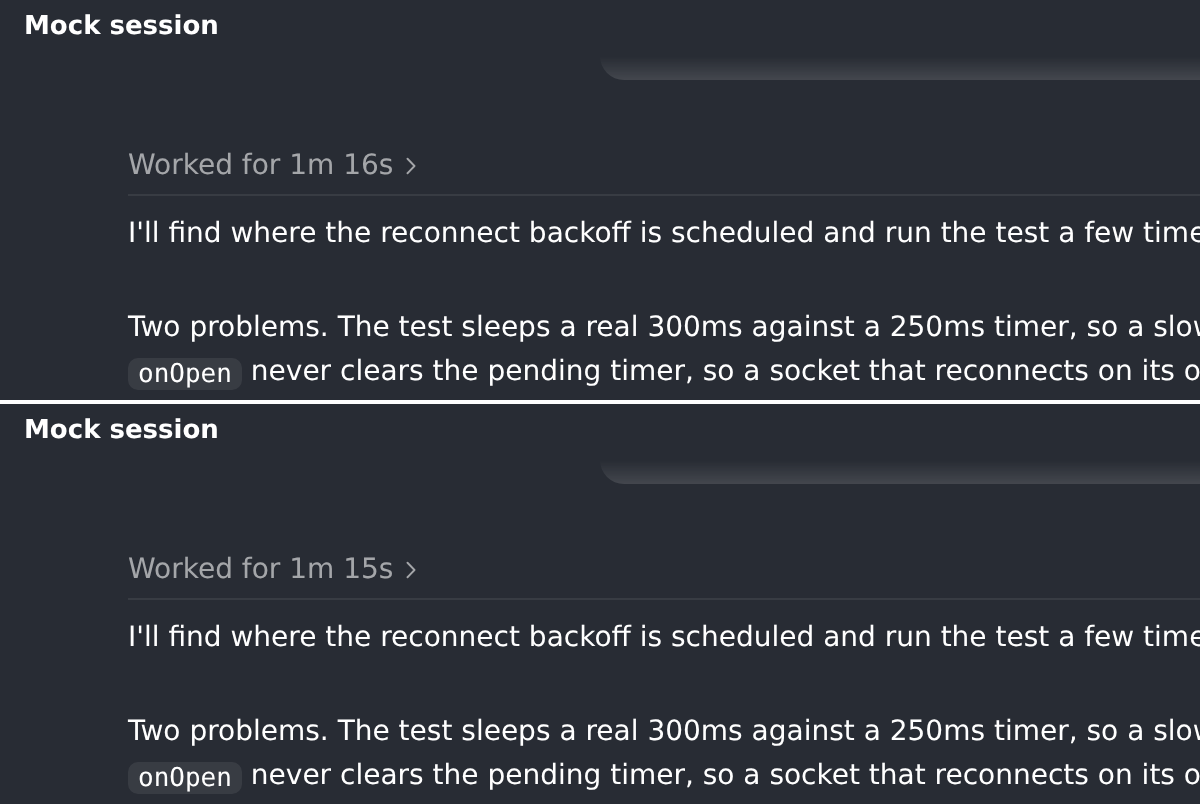 Mock session
Worked for 1m 16s
I'll find where the reconnect backoff is scheduled and run the test a few time
Two problems. The test sleeps a real 300ms against a 250ms timer, so a slow
onOpen never clears the pending timer, so a socket that reconnects on its o
Mock session
Worked for 1m 15s
I'll find where the reconnect backoff is scheduled and run the test a few time
Two problems. The test sleeps a real 300ms against a 250ms timer, so a slow
onOpen never clears the pending timer, so a socket that reconnects on its o